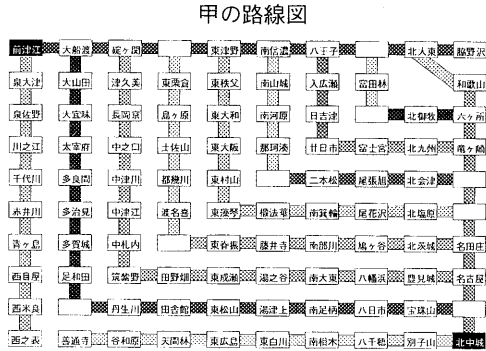 甲の路線図
前津江 大船渡 碇ヶ関 東津野 南信濃 八王子 北大東 脇野沢
泉大津 大山田 津久美 東粟倉 東秩父 南山城 入広瀬 富田林 和歌山
泉佐野 大宜味 長岡京 島ヶ原 東大和 南河原 日吉津 北御牧 六ヶ所
川之江 太宰府 中之口 土佐山 東大阪 那珂湊 廿日市 富士宮 北九州 竜ヶ崎
千代川 多良間 中津川 都幾川 東村山 二本松 尾張旭 北会津
赤井川 多治見 中津江 渡名喜 東藻琴 倶法華 南箕輪 尾花沢 北塩原
青ヶ島 多賀城 中札内 東脊振 藤井寺 南部川 鳩ヶ谷 北茨城 名田庄
西目屋 足和田 筑紫野 田野畑 東成瀬 湯之谷 南大東 八幡浜 豊見城 名古屋
西米良 丹生川 田舎館 東松山 湯津上 南足柄 八日市 宝珠山
西之表 善通寺 谷和原 天間林 東広島 東白川 南相木 八千穂 別子山 北中城